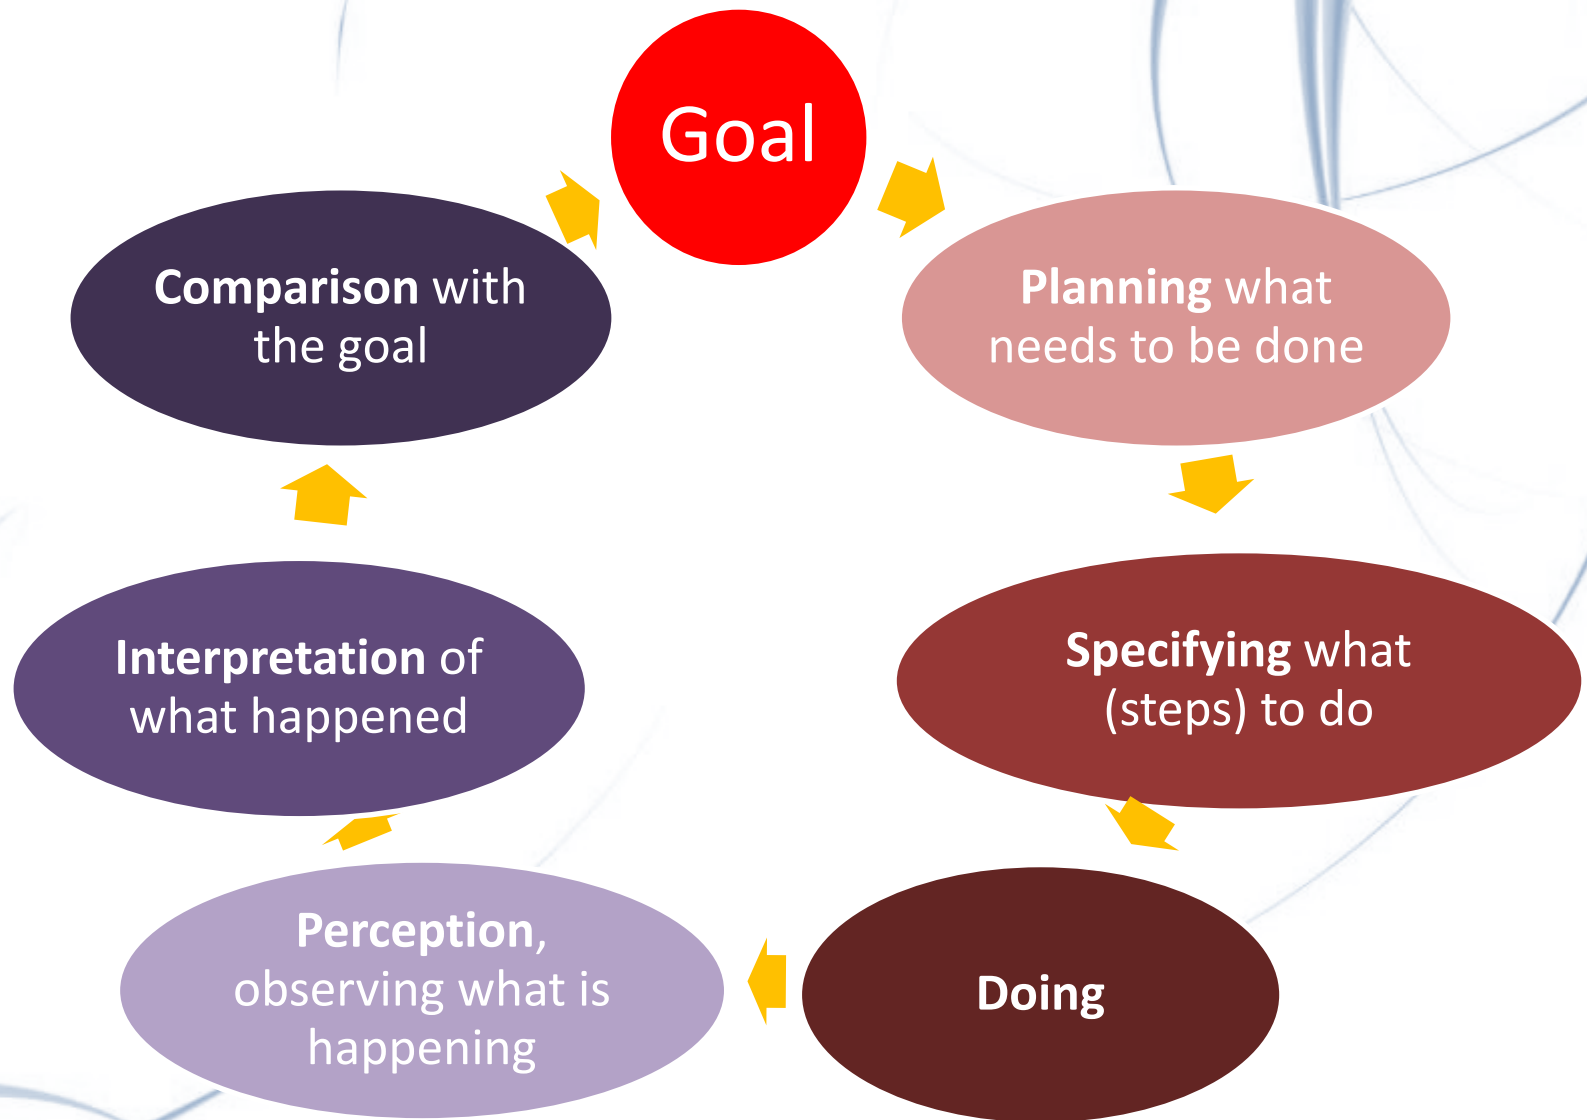 Goal
Planning what
needs to be done
Specifying what
(steps) to do
Doing
Perception,
observing what is
happening
Interpretation of
what happened
Comparison with
the goal